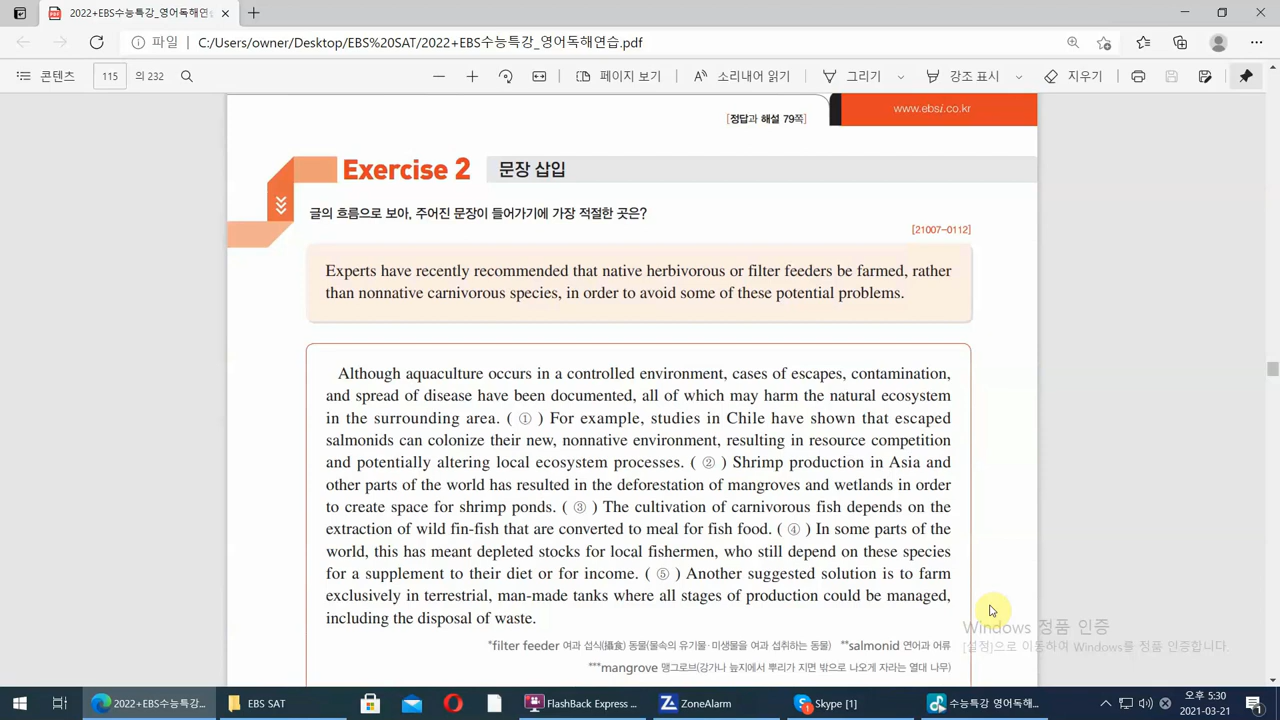 2022+EBS수능특강_영어독해연
파일
C:/Users/owner/Desktop/EBS%20SAT/2022+EBS수능특강_영어독해연습.pdf
콘텐츠
115
의 232
페이지 보기
소리내어 읽기
그리기
강조 표시
지우기
[정답과 해설 79쪽]
www.ebsi.co.kr
Exercise 2
문장 삽입
글의 흐름으로 보아, 주어진 문장이 들어가기에 가장 적절한 곳은?
[21007-0112]
Experts have recently recommended that native herbivorous or filter feeders be farmed, rather
than nonnative carnivorous species, in order to avoid some of these potential problems.
Although aquaculture occurs in a controlled environment, cases of escapes, contamination,
and spread of disease have been documented, all of which may harm the natural ecosystem
in the surrounding area. ( ① ) For example, studies in Chile have shown that escaped
salmonids can colonize their new, nonnative environment, resulting in resource competition
and potentially altering local ecosystem processes. ( ② ) Shrimp production in Asia and
other parts of the world has resulted in the deforestation of mangroves and wetlands in order
to create space for shrimp ponds. ( ③ ) The cultivation of carnivorous fish depends on the
extraction of wild fin-fish that are converted to meal for fish food. ( ④ ) In some parts of the
world, this has meant depleted stocks for local fishermen, who still depend on these species
for a supplement to their diet or for income. ( ⑤ ) Another suggested solution is to farm
exclusively in terrestrial, man-made tanks where all stages of production could be managed,
including the disposal of waste.
*filter feeder 여과 섭식(攝食) 동물(물속의 유기물·미생물을 여과 섭취하는 동물) **salmonid 연어과 어류
***mangrove 맹그로브(강가나 늪지에서 뿌리가 지면 밖으로 나오게 자라는 열대 나무)
Windows 정품 인증
[설정]으로 이동하여 Windows를 정품 인증합니다.
2022+EBS수능특강_
EBS SAT
FlashBack Express ...
ZoneAlarm
Skype [1]
수능특강 영어독해...
오후 5:30
2021-03-21